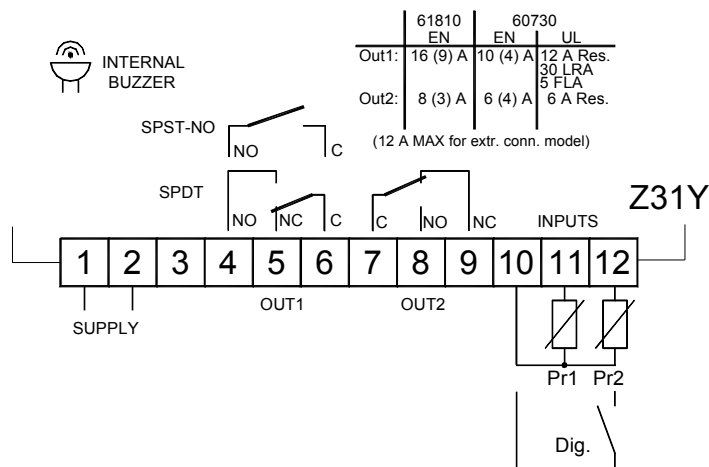 61810 60730
EN EN UL
Out1: 16 (9) A 10 (4) A 12 A Res.
30 LRA
5 FLA
Out2: 8 (3) A 6 (4) A 6 A Res.
(12 A MAX for extr. conn. model)
INTERNAL
BUZZER
SPST-NO
NO C
SPDT
NO NC C C NO NC INPUTS
Z31Y
1 2 3 4 5 6 7 8 9 10 11 12
SUPPLY OUT1 OUT2
Pr1 Pr2
Dig.